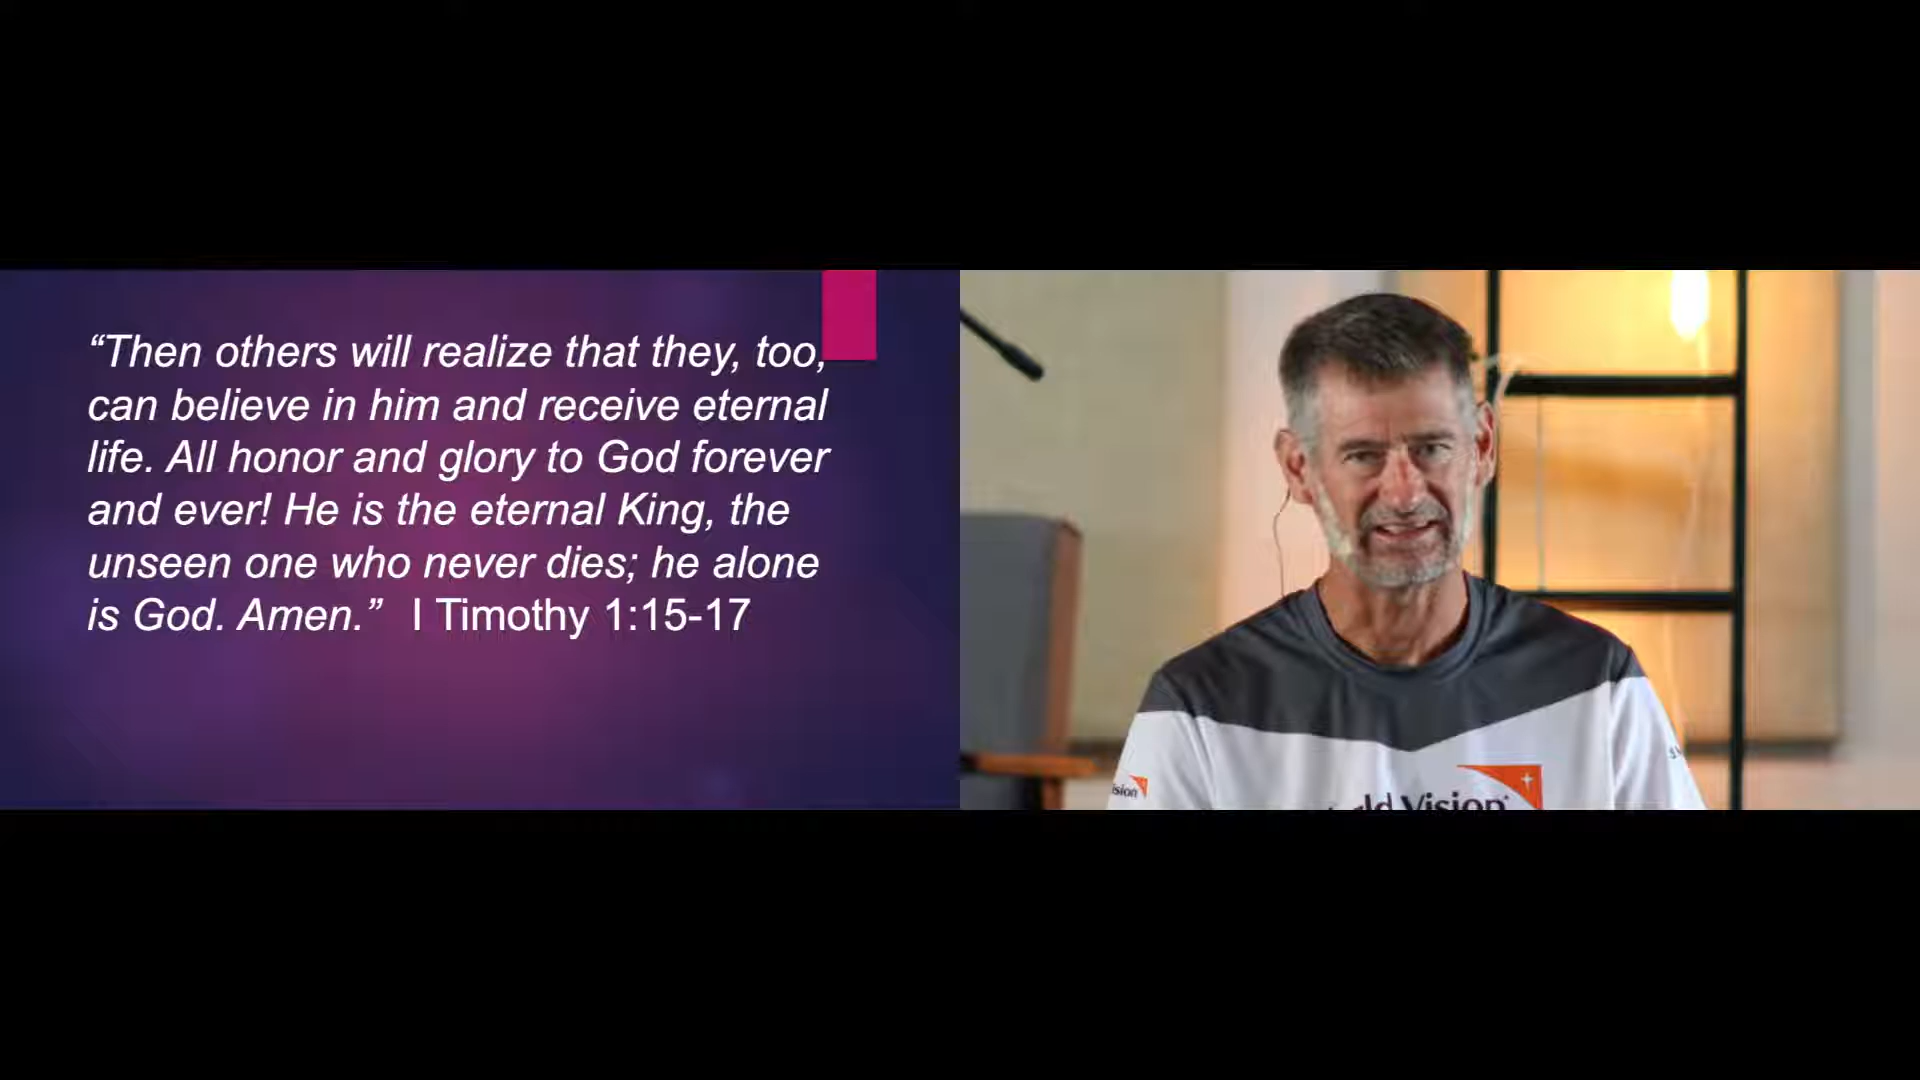 “Then others will realize that they, too,
can believe in him and receive eternal
life. All honor and glory to God forever
and ever! He is the eternal King, the
unseen one who never dies; he alone
is God. Amen.” I Timothy 1:15-17
Vision